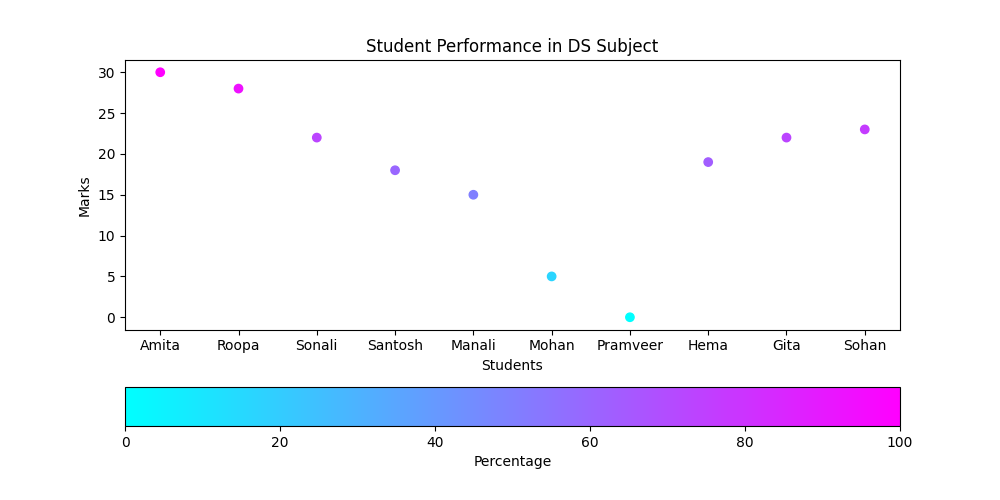 Student Performance in DS Subject
30
25
20
15
10
5
0
Marks
Amita Roopa Sonali Santosh Manali Mohan Pramveer Hema Gita Sohan
Students
0 20 40 60 80 100
Percentage